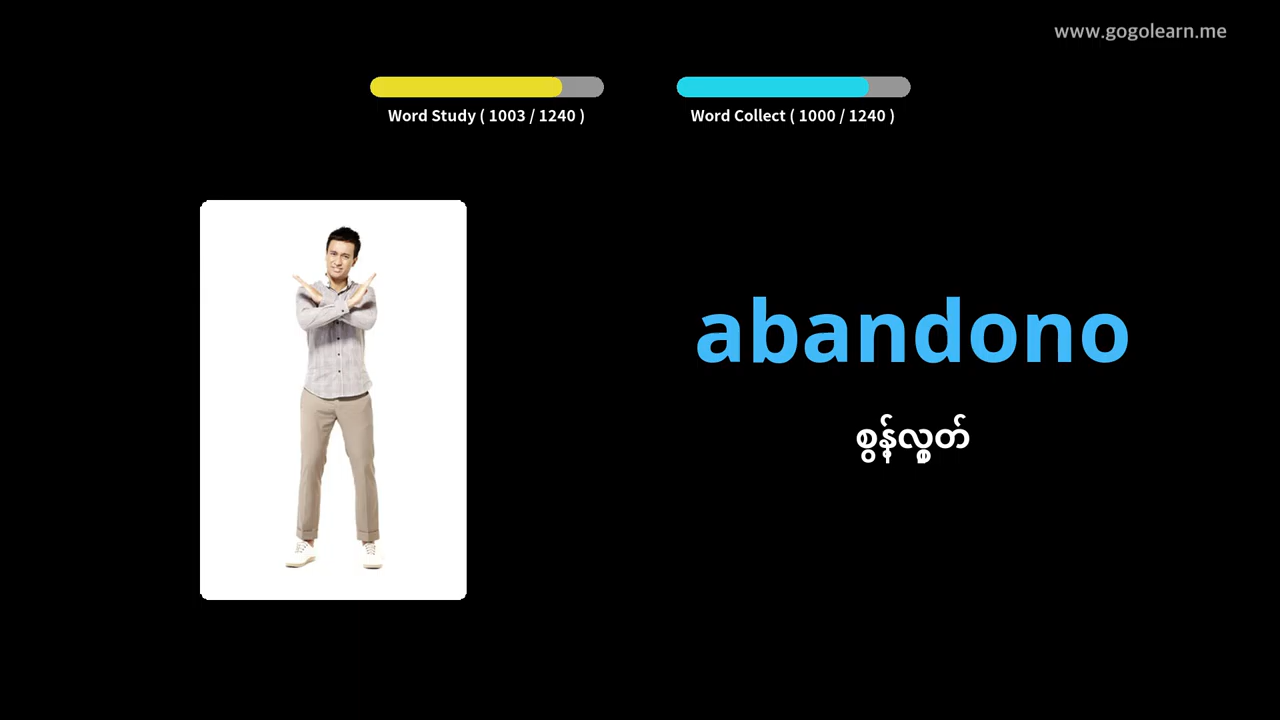 www.gogolearn.me
Word Study ( 1003 / 1240 )
Word Collect ( 1000 / 1240 )
abandono
စွန့်လွှတ်